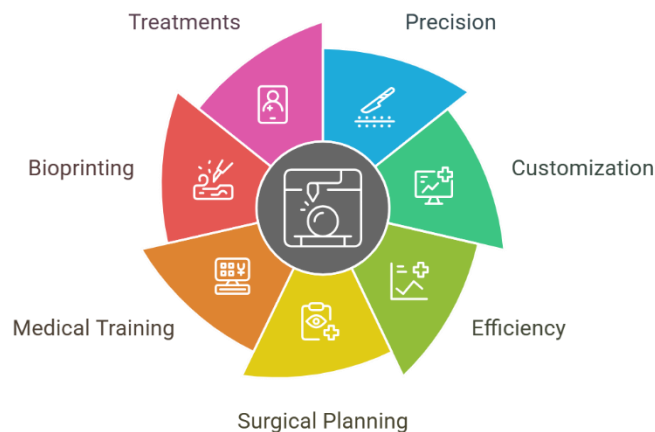 Treatments
Precision
Bioprinting
Customization
Medical Training
Efficiency
Surgical Planning